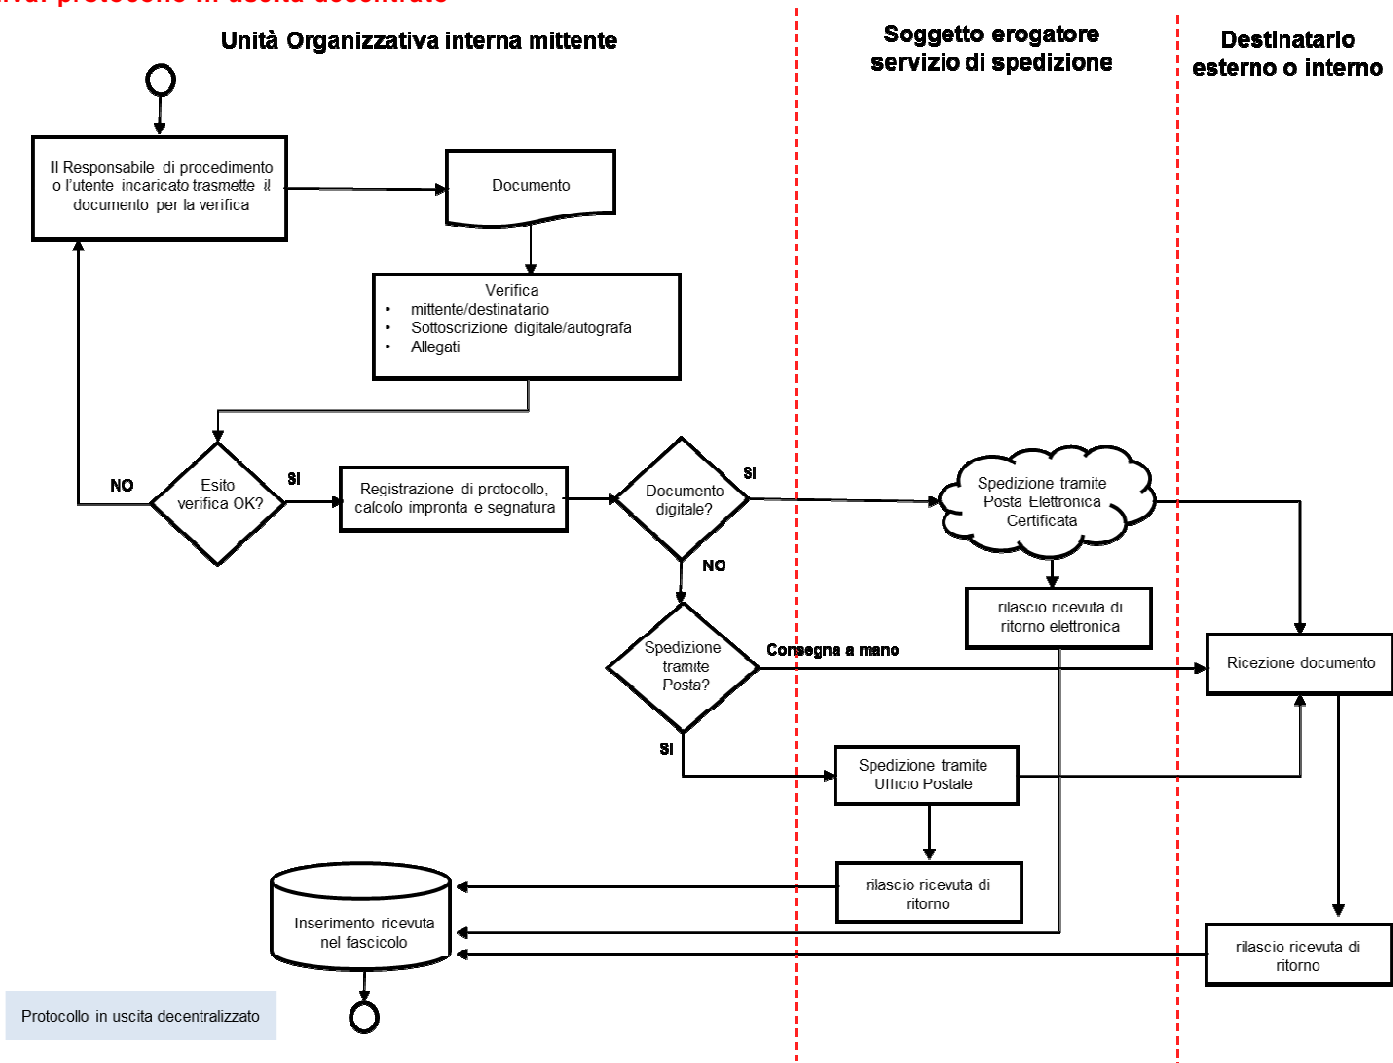 protocollo in uscita decentrato
Unità Organizzativa interna mittente
Soggetto erogatore
servizio di spedizione
Destinatario
esterno o interno
Il Responsabile di procedimento
o l'utente incaricato trasmette il
documento per la verifica
Documento
Verifica
• mittente/destinatario
• Sottoscrizione digitale/autografa
• Allegati
NO
Esito
verifica OK?
SI
Registrazione di protocollo,
calcolo impronta e segnatura
Documento
digitale?
SI
NO
Spedizione tramite
Posta Elettronica
Certificata
rilascio ricevuta di
ritorno elettronica
Spedizione
tramite
Posta?
Consegna a mano
SI
Ricezione documento
Spedizione tramite
Ufficio Postale
rilascio ricevuta di
ritorno
Inserimento ricevuta
nel fascicolo
rilascio ricevuta di
ritorno
Protocollo in uscita decentralizzato